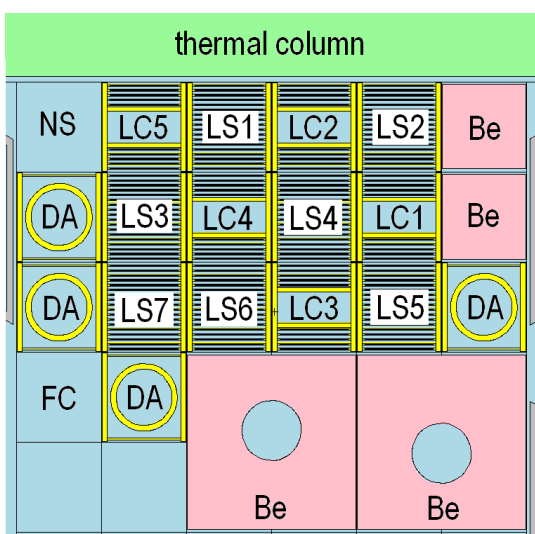 thermal column
NS LC5 LS1 LC2 LS2 Be
DA LS3 LC4 LS4 LC1 Be
DA LS7 LS6 LC3 LS5 DA
FC DA
Be Be